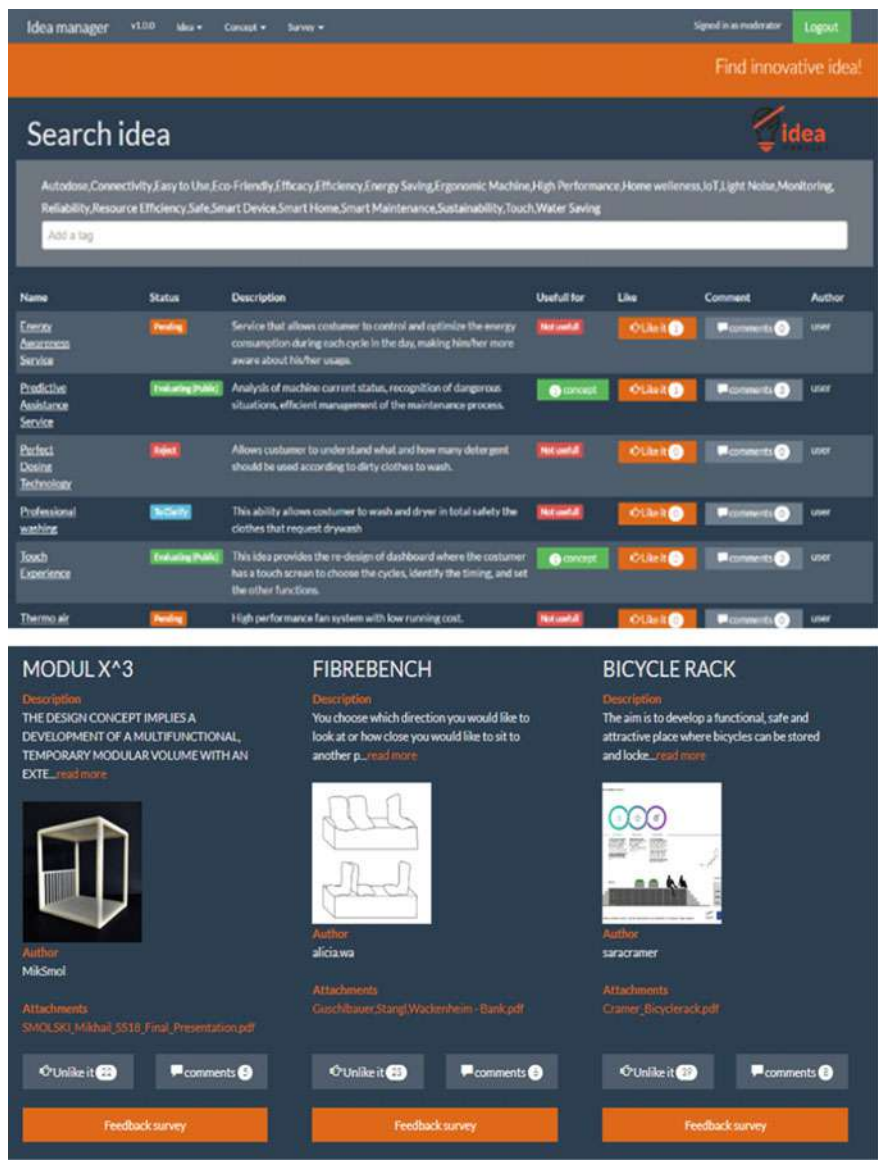 Idea manager v1.0.0 Idea Concept Survey Signed in as moderator Logout
Find innovative idea!
Search idea
idea
Autodose,Connectivity,Easy to Use,Eco-Friendly,Efficacy,Efficiency,Energy Saving,Ergonomic Machine,High Performance,Home welleness,IoT,Light Noise,Monitoring,
Reliability,Resource Efficiency,Safe,Smart Device,Smart Home,Smart Maintenance,Sustainability,Touch,Water Saving
Add a tag
Name Status Description Usefull for Like Comment Author
Energy Pending Service that allows costumer to control and optimize the energy Not usefull Like it comments 0 user
Awareness consumption during each cycle in the day, making him/her more
Service aware about his/her usage.
Predictive Evaluating (Public) Analysis of machine current status, recognition of dangerous concept Like it comments user
Assistance situations, efficient management of the maintenance process.
Service
Perfect Reject Allows custumer to understand what and how many detergent Not usefull Like it comments 0 user
Dosing should be used according to dirty clothes to wash.
Technology
Professional To Clarify This ability allows costumer to wash and dryer in total safety the Not usefull Like it 0 comments 0 user
washing clothes that request drywash
Touch Evaluating (Public) This idea provides the re-design of dashboard where the costumer concept Like it comments user
Experience has a touch screan to choose the cycles, identify the timing, and set
the other functions.
Thermo air Pending High performance fan system with low running cost. Not usefull Like it 0 comments 0 user
MODUL X^3
Description
THE DESIGN CONCEPT IMPLIES A
DEVELOPMENT OF A MULTIFUNCTIONAL,
TEMPORARY MODULAR VOLUME WITH AN
EXTE...read more
Author
MikSmol
Attachments
SMOLSKI_Mikhail_5518_Final_Presentation.pdf
Unlike it 22 comments
Feedback survey
FIBREBENCH
Description
You choose which direction you would like to
look at or how close you would like to sit to
another p...read more
Author
alicia.wa
Attachments
Guschlbauer,Stangl,Wackenheim - Bank.pdf
Unlike it comments
Feedback survey
BICYCLE RACK
Description
The aim is to develop a functional, safe and
attractive place where bicycles can be stored
and locke...read more
Author
saracramer
Attachments
Cramer_Bicyclerack.pdf
Unlike it comments
Feedback survey